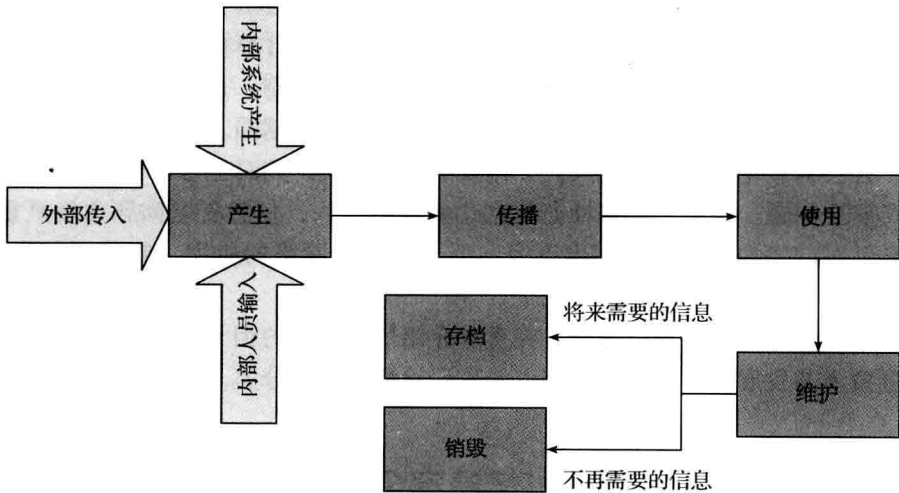 内部系统产生
外部传入
产生
传播
使用
内部人员输入
将来需要的信息
存档
维护
销毁
不再需要的信息